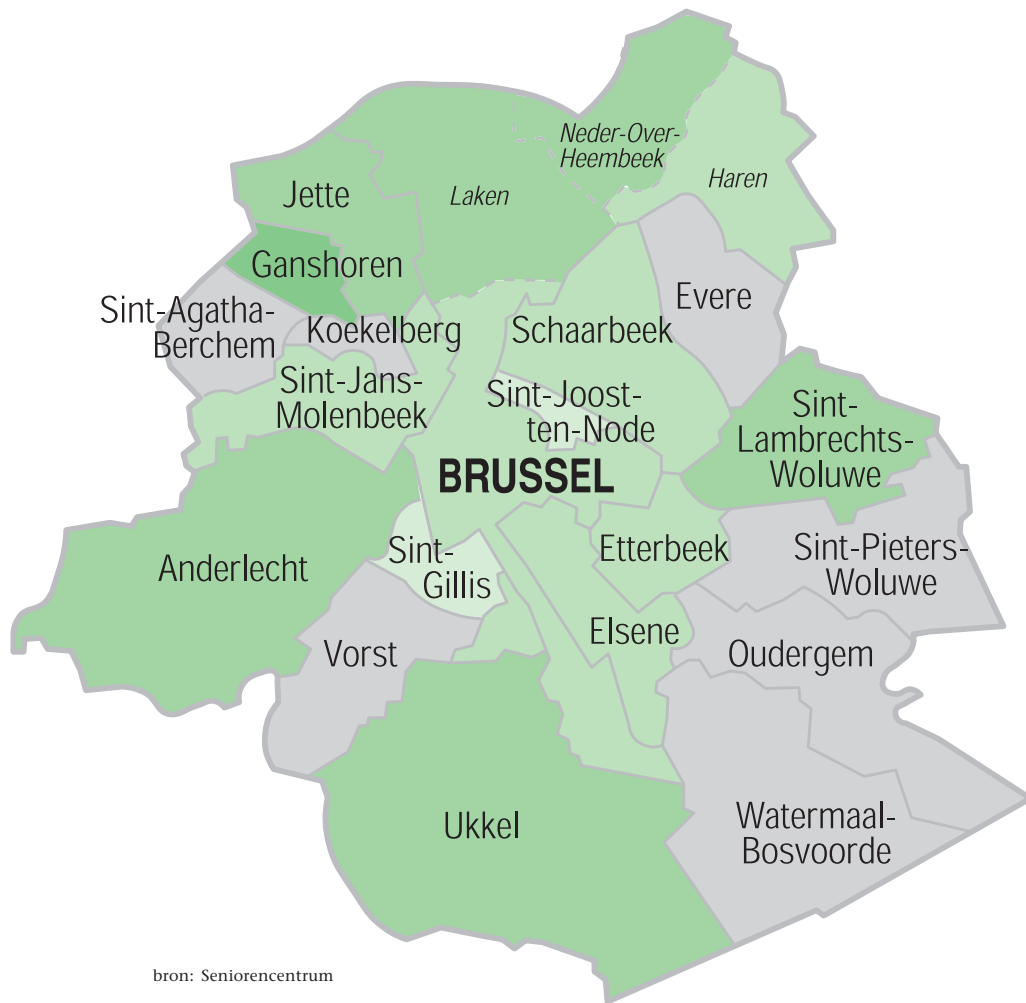 Neder-Over-
Heembeek
Haren
Jette
Laken
Ganshoren
Evere
Sint-Agatha-
Berchem
Koekelberg
Schaarbeek
Sint-Jans-
Molenbeek
Sint-Joost-
ten-Node
Sint-
Lambrechts-
Woluwe
BRUSSEL
Anderlecht
Sint-
Gillis
Etterbeek
Sint-Pieters-
Woluwe
Vorst
Elsene
Oudergem
Ukkel
Watermaal-
Bosvoorde
bron: Seniorencentrum